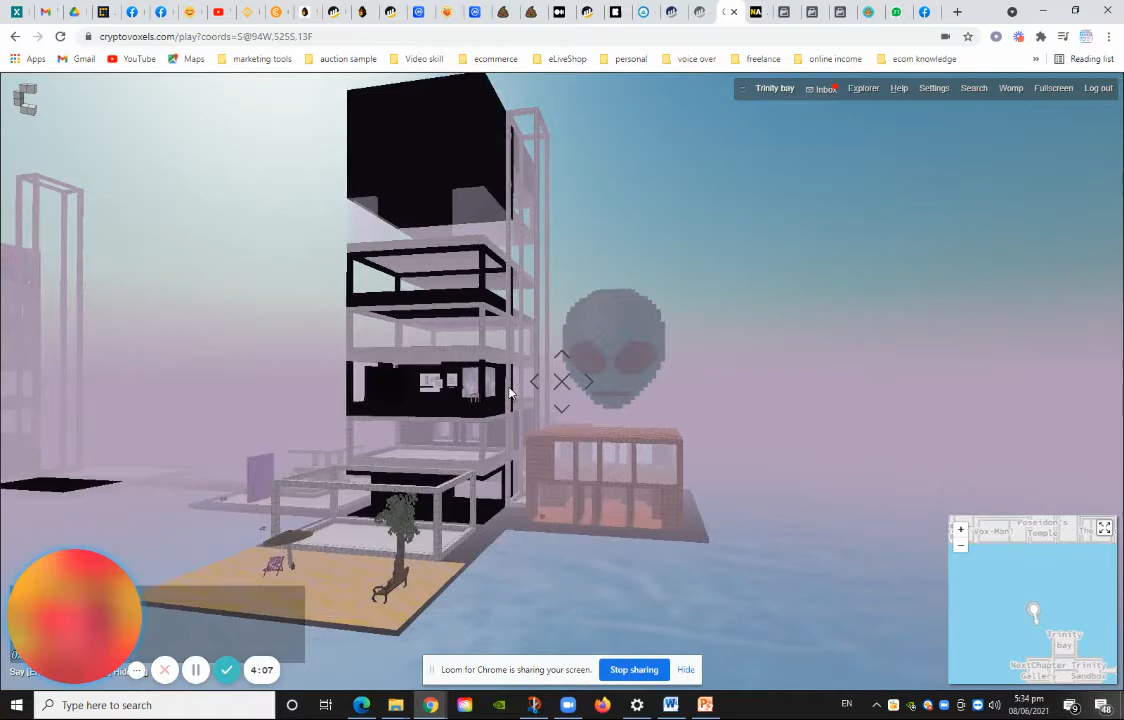 cryptovoxels.com/play?coords=S@94W,525S,13F
Apps Gmail YouTube Maps marketing tools auction sample Video skill ecommerce eLiveShop personal voice over freelance online income ecom knowledge » Reading list
Trinity bay Inbox Explorer Help Settings Search Womp Fullscreen Log out
+
Poseidon's
Vox-Man! Temple The
−
Trinity
bay
NextChapter Trinity
Gallery Sandbox
4:07
Loom for Chrome is sharing your screen. Stop sharing Hide
Type here to search
EN
5:34 pm
08/06/2021
9
48